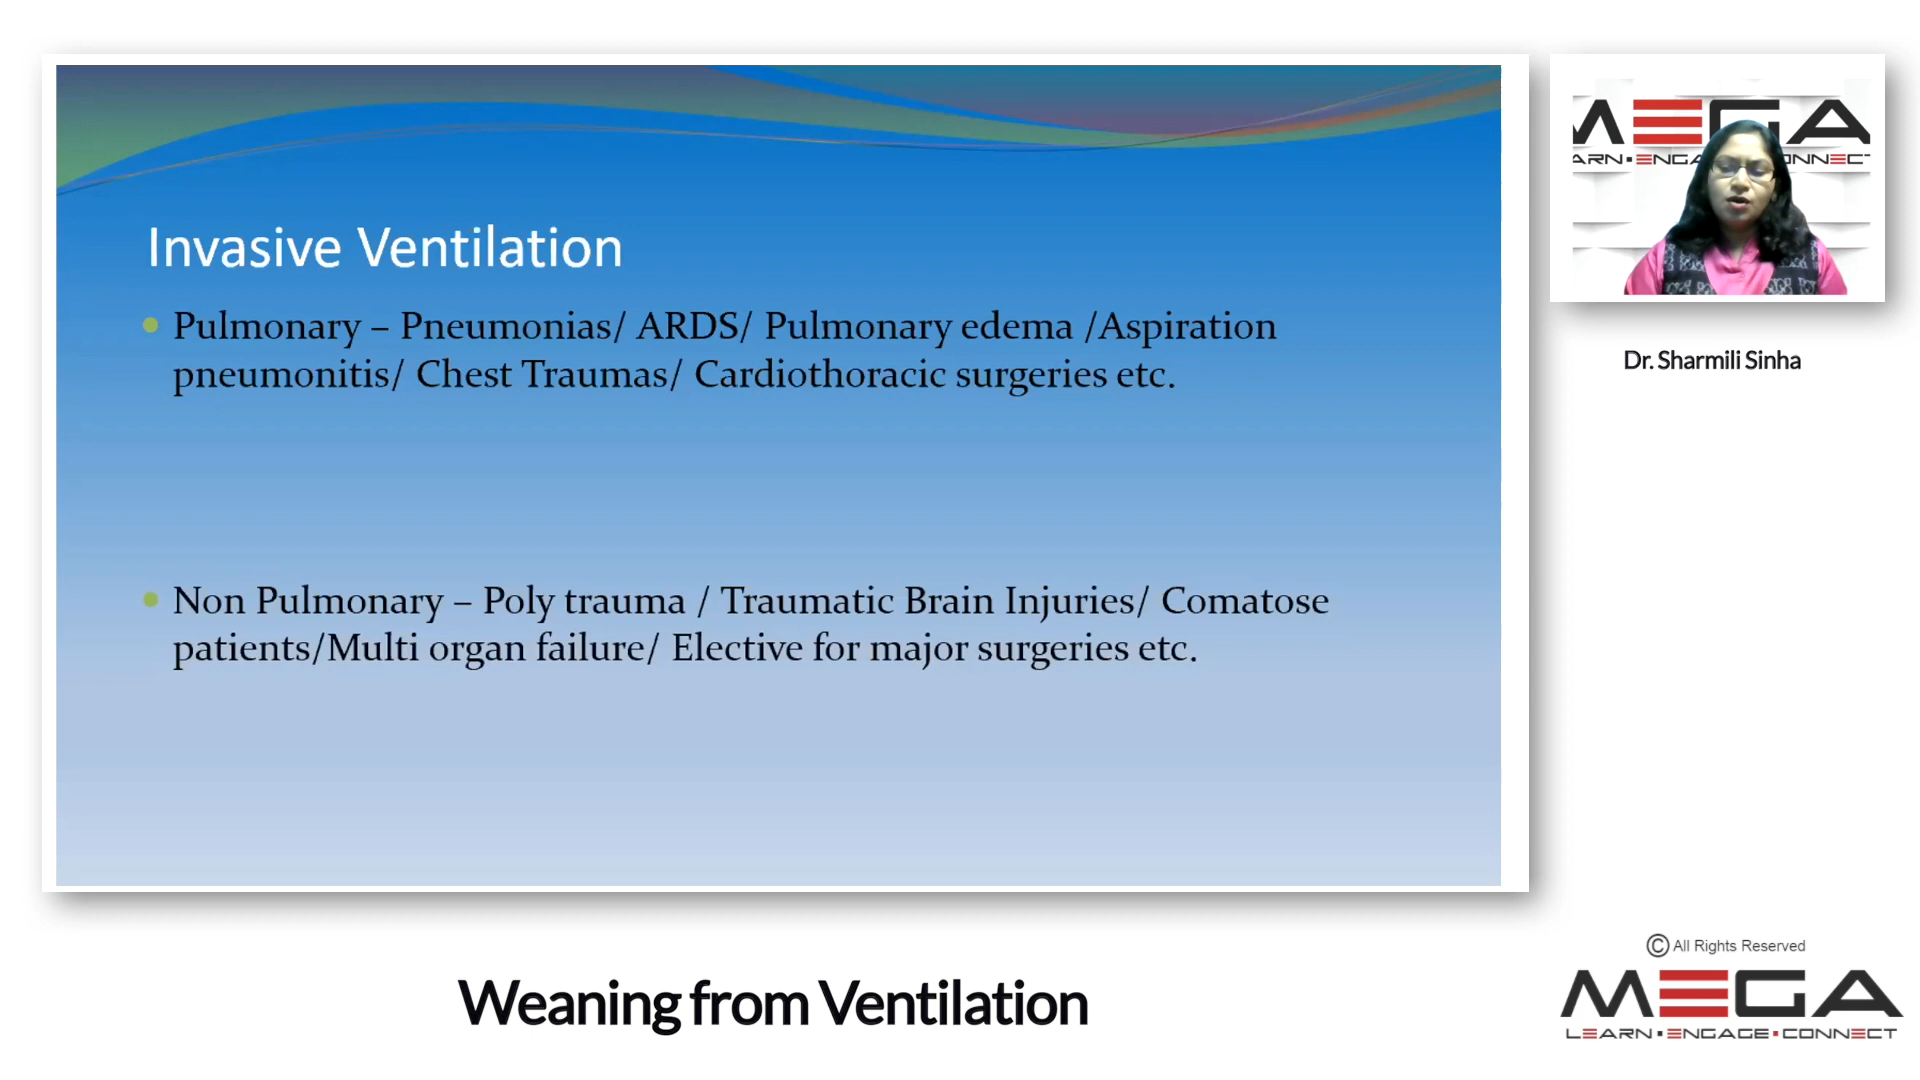 Invasive Ventilation
Pulmonary – Pneumonias/ ARDS/ Pulmonary edema /Aspiration
pneumonitis/ Chest Traumas/ Cardiothoracic surgeries etc.
Non Pulmonary – Poly trauma / Traumatic Brain Injuries/ Comatose
patients/Multi organ failure/ Elective for major surgeries etc.
MEGA
Dr. Sharmili Sinha
Weaning from Ventilation
© All Rights Reserved
MEGA
LEARN▪ENGAGE▪CONNECT